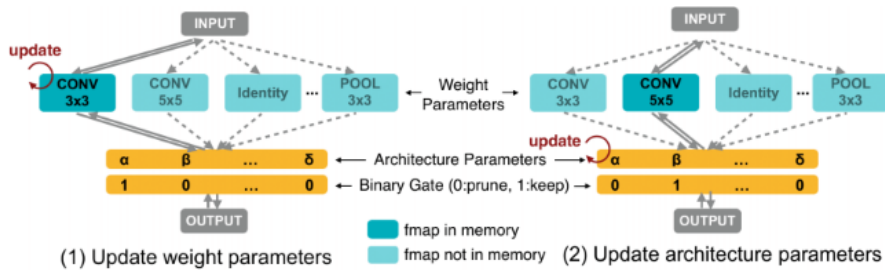 INPUT
update
CONV
3x3
CONV
5x5
Identity
...
POOL
3x3
α β ... δ
1 0 ... 0
OUTPUT
(1) Update weight parameters
Weight
Parameters
Architecture Parameters
Binary Gate (0:prune, 1:keep)
fmap in memory
fmap not in memory
INPUT
CONV
3x3
CONV
5x5
Identity
...
POOL
3x3
update
α β ... δ
0 1 ... 0
OUTPUT
(2) Update architecture parameters